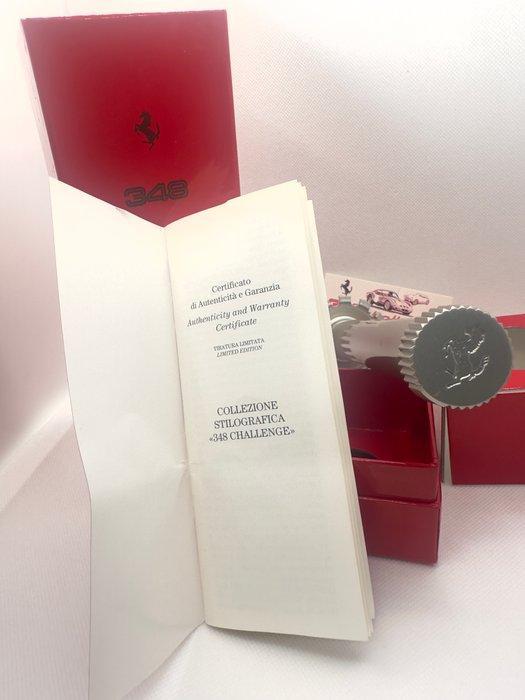 348
Certificato
di Autenticità e Garanzia
Authenticity and Warranty
Certificate
TIRATURA LIMITATA
LIMITED EDITION
COLLEZIONE
STILOGRAFICA
«348 CHALLENGE»